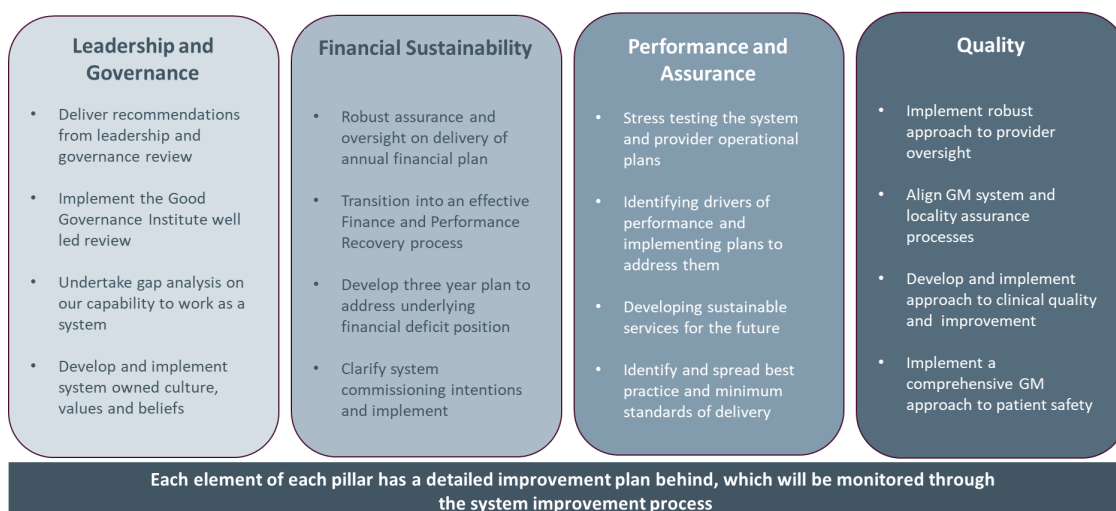 Leadership and
Governance
• Deliver recommendations
from leadership and
governance review
• Implement the Good
Governance Institute well
led review
• Undertake gap analysis on
our capability to work as a
system
• Develop and implement
system owned culture,
values and beliefs
Financial Sustainability
• Robust assurance and
oversight on delivery of
annual financial plan
• Transition into an effective
Finance and Performance
Recovery process
• Develop three year plan to
address underlying
financial deficit position
• Clarify system
commissioning intentions
and implement
Performance and
Assurance
• Stress testing the system
and provider operational
plans
• Identifying drivers of
performance and
implementing plans to
address them
• Developing sustainable
services for the future
• Identify and spread best
practice and minimum
standards of delivery
Quality
• Implement robust
approach to provider
oversight
• Align GM system and
locality assurance
processes
• Develop and implement
approach to clinical quality
and improvement
• Implement a
comprehensive GM
approach to patient safety
Each element of each pillar has a detailed improvement plan behind, which will be monitored through
the system improvement process